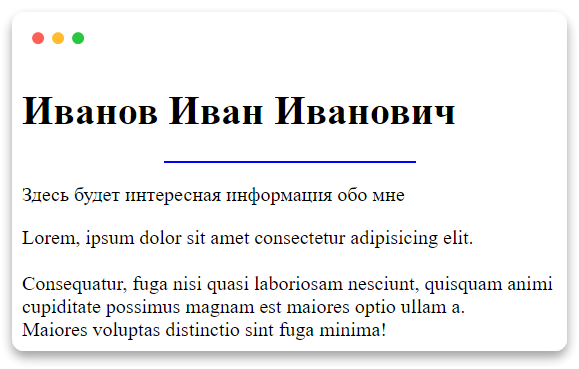 Иванов Иван Иванович
Здесь будет интересная информация обо мне
Lorem, ipsum dolor sit amet consectetur adipisicing elit.
Consequatur, fuga nisi quasi laboriosam nesciunt, quisquam animi
cupiditate possimus magnam est maiores optio ullam a.
Maiores voluptas distinctio sint fuga minima!